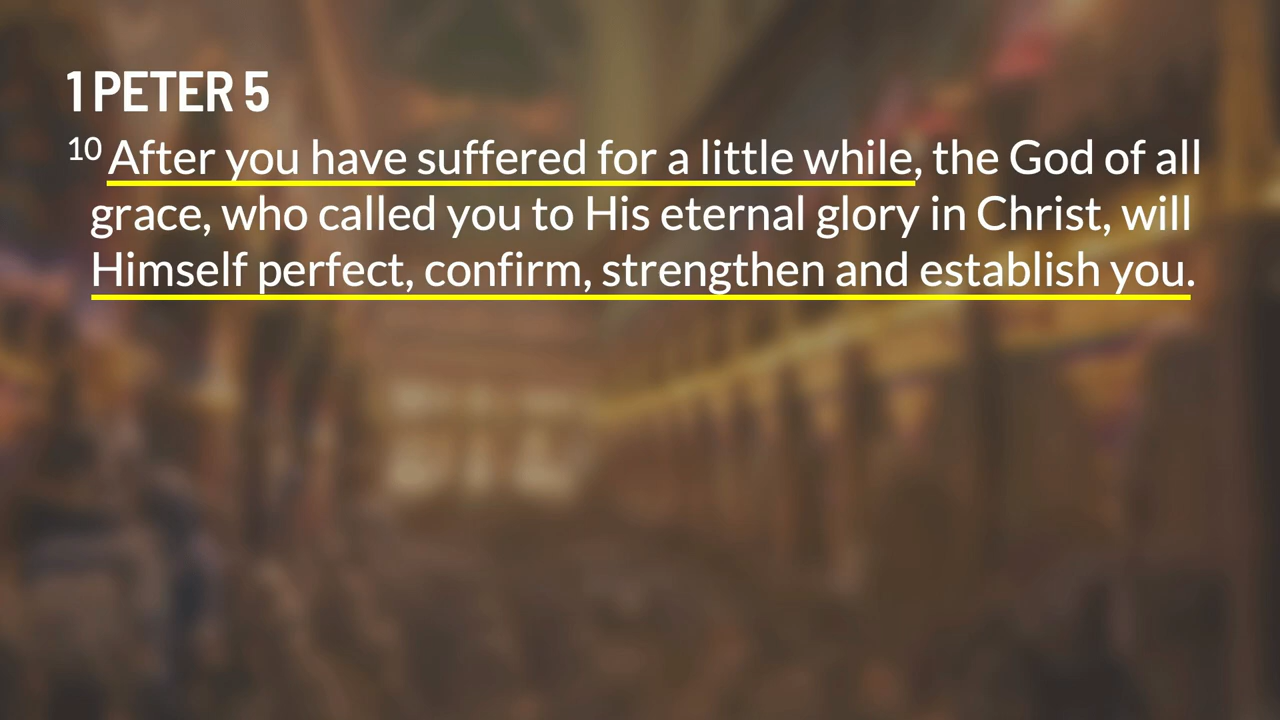 1 PETER 5
10 After you have suffered for a little while, the God of all
grace, who called you to His eternal glory in Christ, will
Himself perfect, confirm, strengthen and establish you.